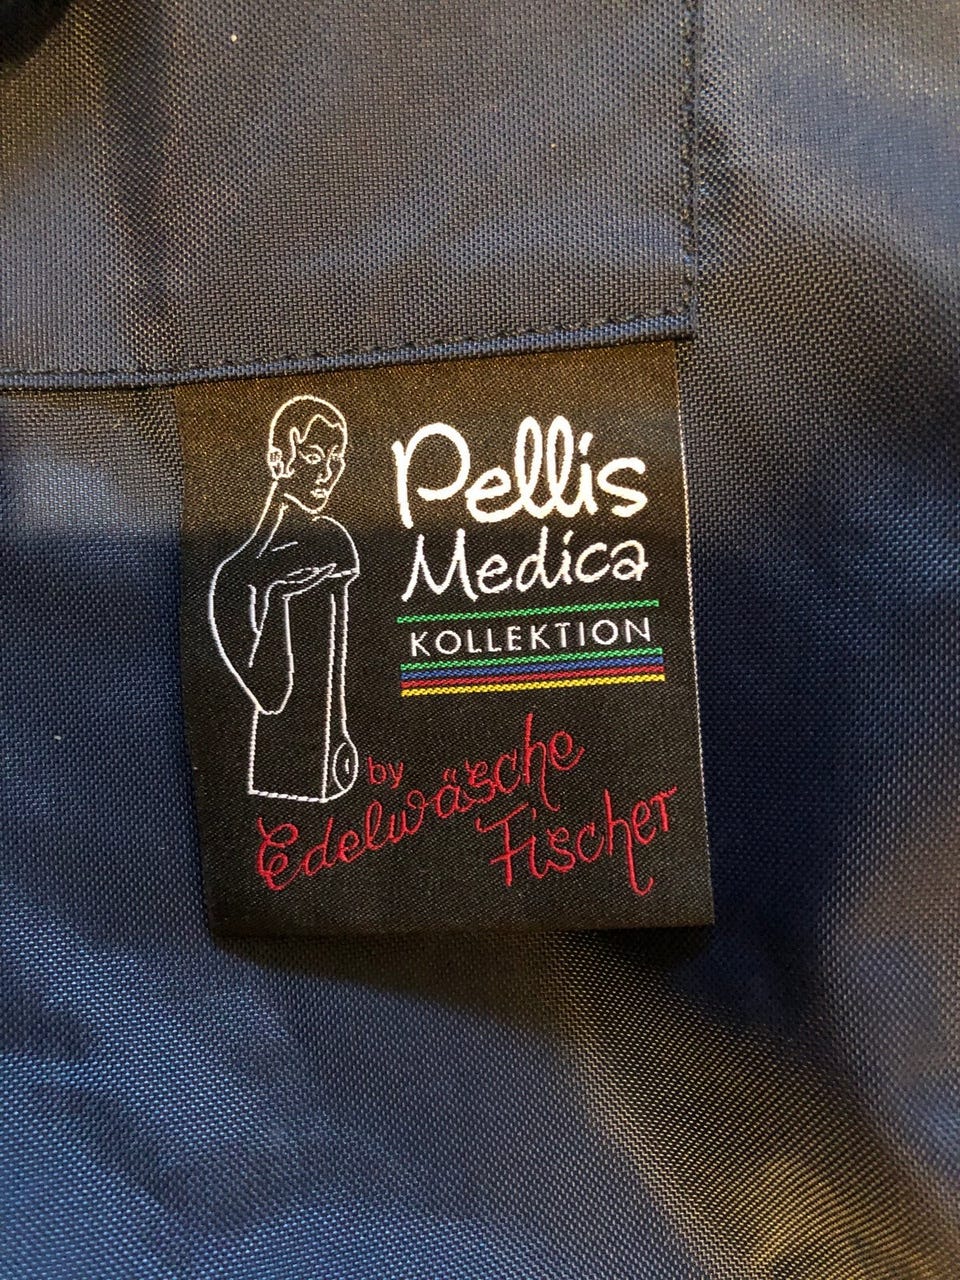 Pellis
Medica
KOLLEKTION
by
Edelwäsche
Fischer